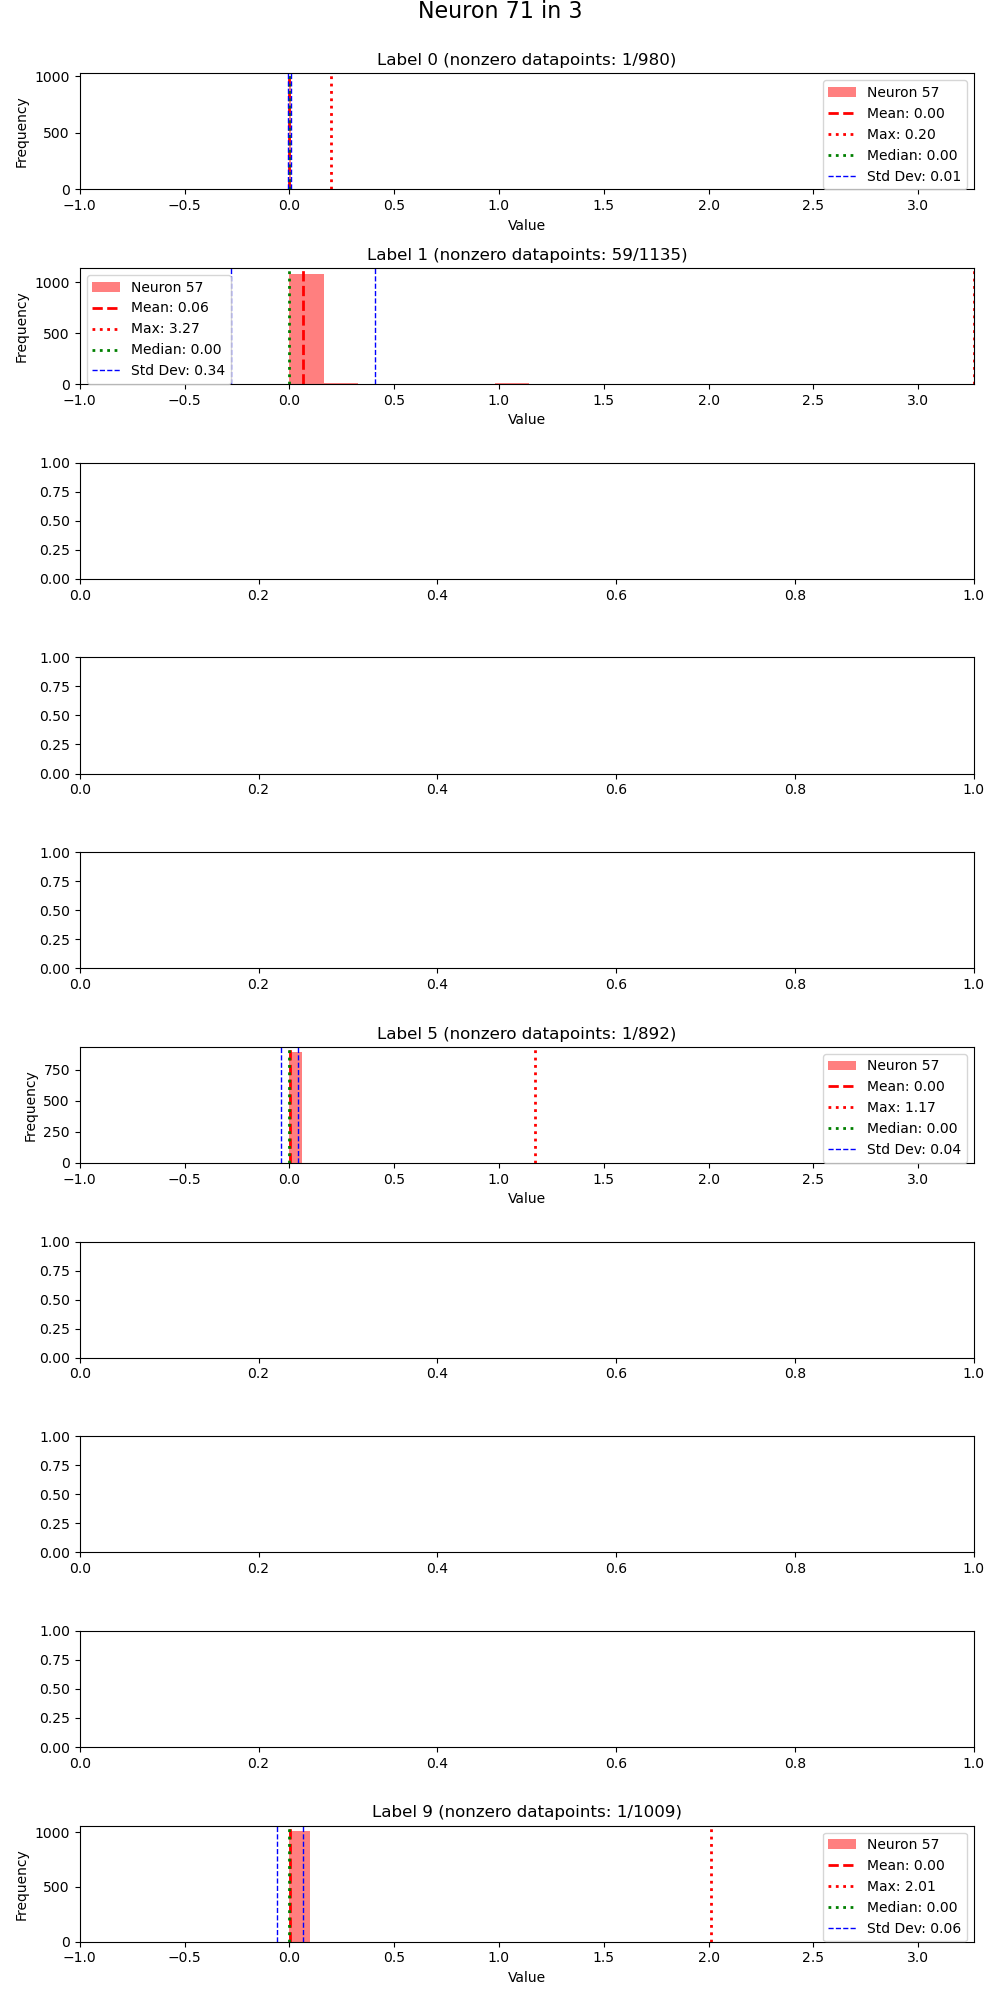 Neuron 71 in 3
Label 0 (nonzero datapoints: 1/980)
Frequency
1000
500
0
Neuron 57
Mean: 0.00
Max: 0.20
Median: 0.00
Std Dev: 0.01
−1.0 −0.5 0.0 0.5 1.0 1.5 2.0 2.5 3.0
Value
Label 1 (nonzero datapoints: 59/1135)
Frequency
1000
500
0
Neuron 57
Mean: 0.06
Max: 3.27
Median: 0.00
Std Dev: 0.34
−1.0 −0.5 0.0 0.5 1.0 1.5 2.0 2.5 3.0
Value
1.00
0.75
0.50
0.25
0.00
0.0 0.2 0.4 0.6 0.8 1.0
1.00
0.75
0.50
0.25
0.00
0.0 0.2 0.4 0.6 0.8 1.0
1.00
0.75
0.50
0.25
0.00
0.0 0.2 0.4 0.6 0.8 1.0
Label 5 (nonzero datapoints: 1/892)
Frequency
750
500
250
0
Neuron 57
Mean: 0.00
Max: 1.17
Median: 0.00
Std Dev: 0.04
−1.0 −0.5 0.0 0.5 1.0 1.5 2.0 2.5 3.0
Value
1.00
0.75
0.50
0.25
0.00
0.0 0.2 0.4 0.6 0.8 1.0
1.00
0.75
0.50
0.25
0.00
0.0 0.2 0.4 0.6 0.8 1.0
1.00
0.75
0.50
0.25
0.00
0.0 0.2 0.4 0.6 0.8 1.0
Label 9 (nonzero datapoints: 1/1009)
Frequency
1000
500
0
Neuron 57
Mean: 0.00
Max: 2.01
Median: 0.00
Std Dev: 0.06
−1.0 −0.5 0.0 0.5 1.0 1.5 2.0 2.5 3.0
Value